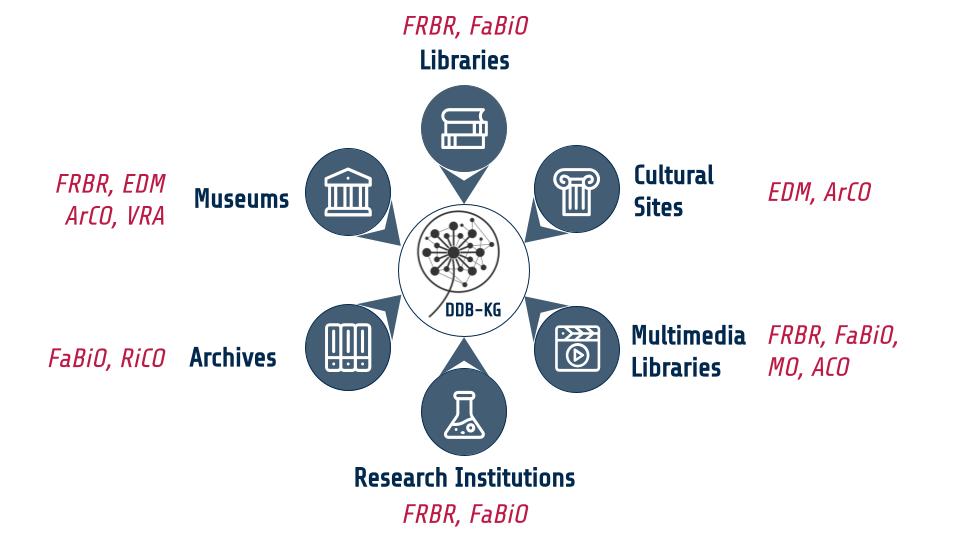 FRBR, FaBiO
Libraries
FRBR, EDM
ArCO, VRA
Museums
Cultural
Sites
EDM, ArCO
DDB-KG
FaBiO, RiCO
Archives
Multimedia
Libraries
FRBR, FaBiO,
MO, ACO
Research Institutions
FRBR, FaBiO